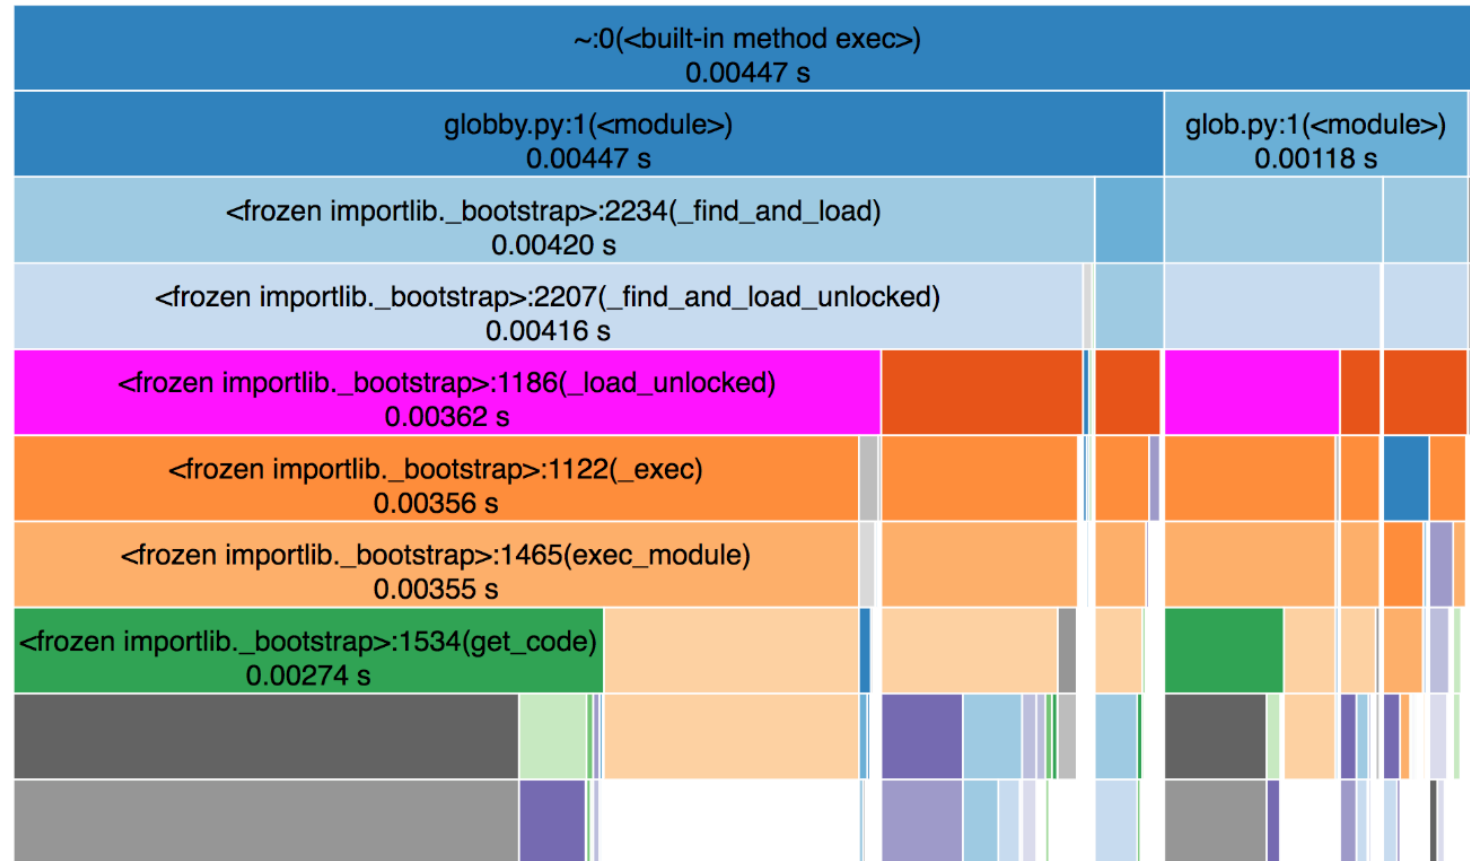 ~:0(<built-in method exec>)
0.00447 s
globby.py:1(<module>)
0.00447 s
glob.py:1(<module>)
0.00118 s
<frozen importlib._bootstrap>:2234(_find_and_load)
0.00420 s
<frozen importlib._bootstrap>:2207(_find_and_load_unlocked)
0.00416 s
<frozen importlib._bootstrap>:1186(_load_unlocked)
0.00362 s
<frozen importlib._bootstrap>:1122(_exec)
0.00356 s
<frozen importlib._bootstrap>:1465(exec_module)
0.00355 s
<frozen importlib._bootstrap>:1534(get_code)
0.00274 s